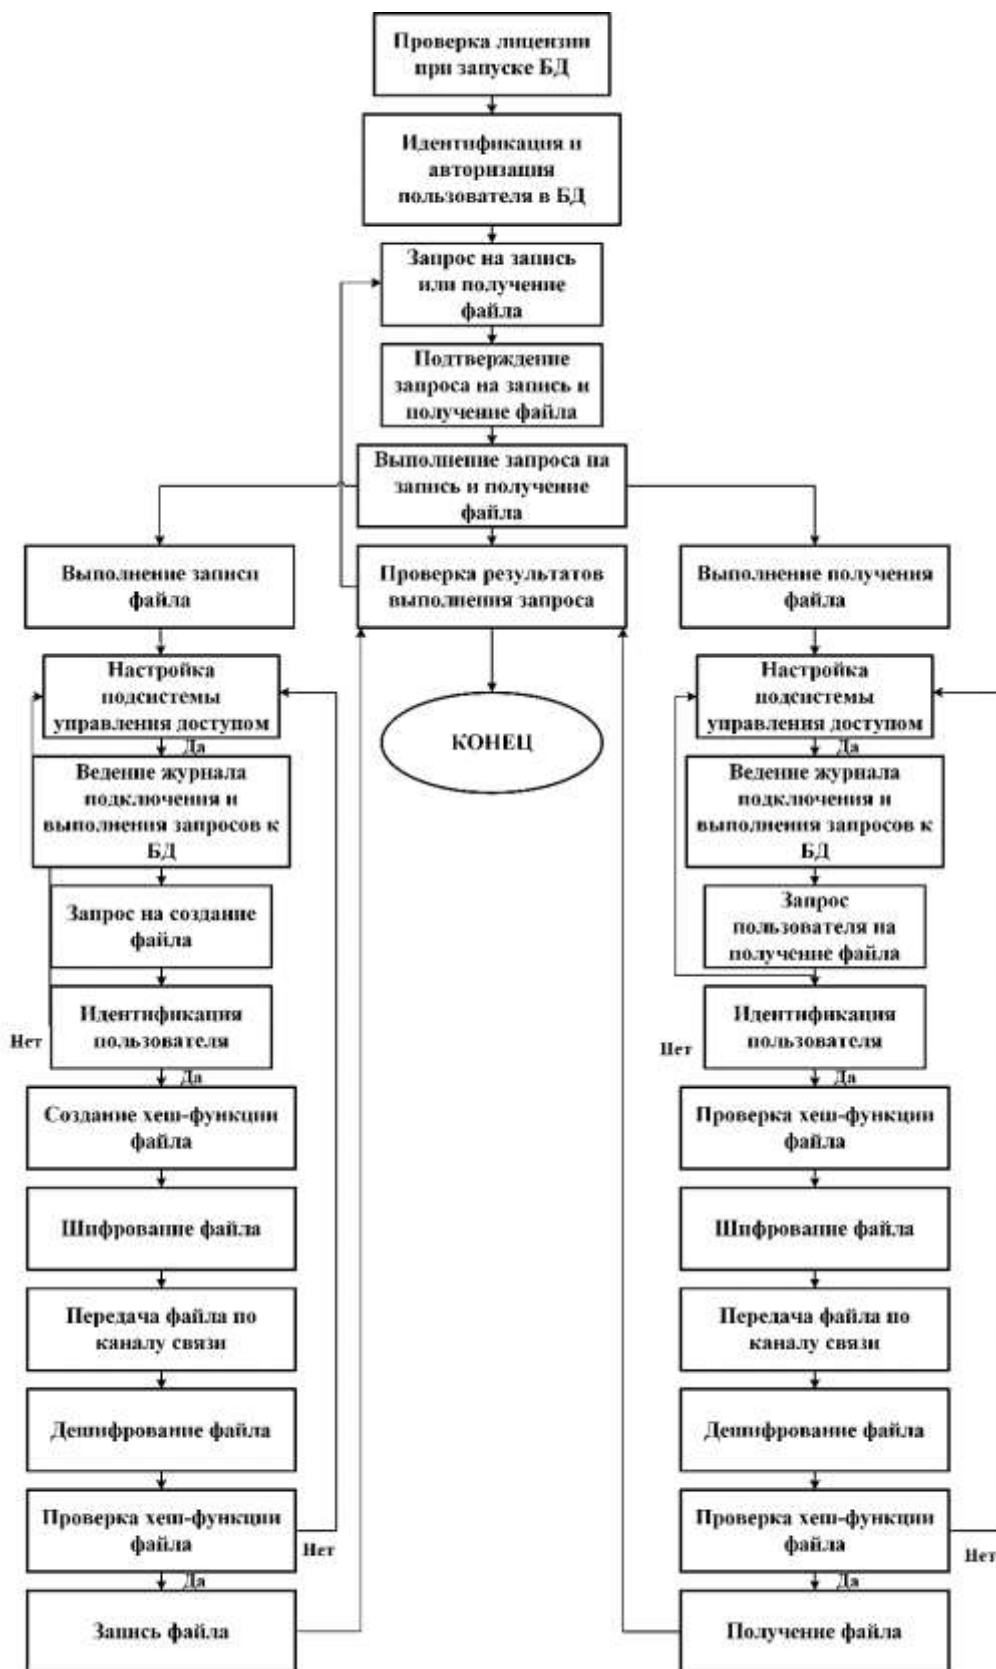 Проверка лицензии
при запуске БД
Идентификация и
авторизация
пользователя в БД
Запрос на запись
или получение
файла
Подтверждение
запроса на запись и
получение файла
Выполнение запроса на
запись и получение
файла
Проверка результатов
выполнения запроса
КОНЕЦ
Выполнение записи
файла
Настройка
подсистемы
управления доступом
Да
Ведение журнала
подключения и
выполнения запросов к
БД
Запрос на создание
файла
Идентификация
пользователя
Нет
Да
Создание хеш-функции
файла
Шифрование файла
Передача файла по
каналу связи
Дешифрование файла
Проверка хеш-функции
файла
Нет
Да
Запись файла
Выполнение получения
файла
Настройка
подсистемы
управления доступом
Да
Ведение журнала
подключения и
выполнения запросов к
БД
Запрос
пользователя на
получение файла
Идентификация
пользователя
Нет
Да
Проверка хеш-функции
файла
Шифрование файла
Передача файла по
каналу связи
Дешифрование файла
Проверка хеш-функции
файла
Нет
Да
Получение файла